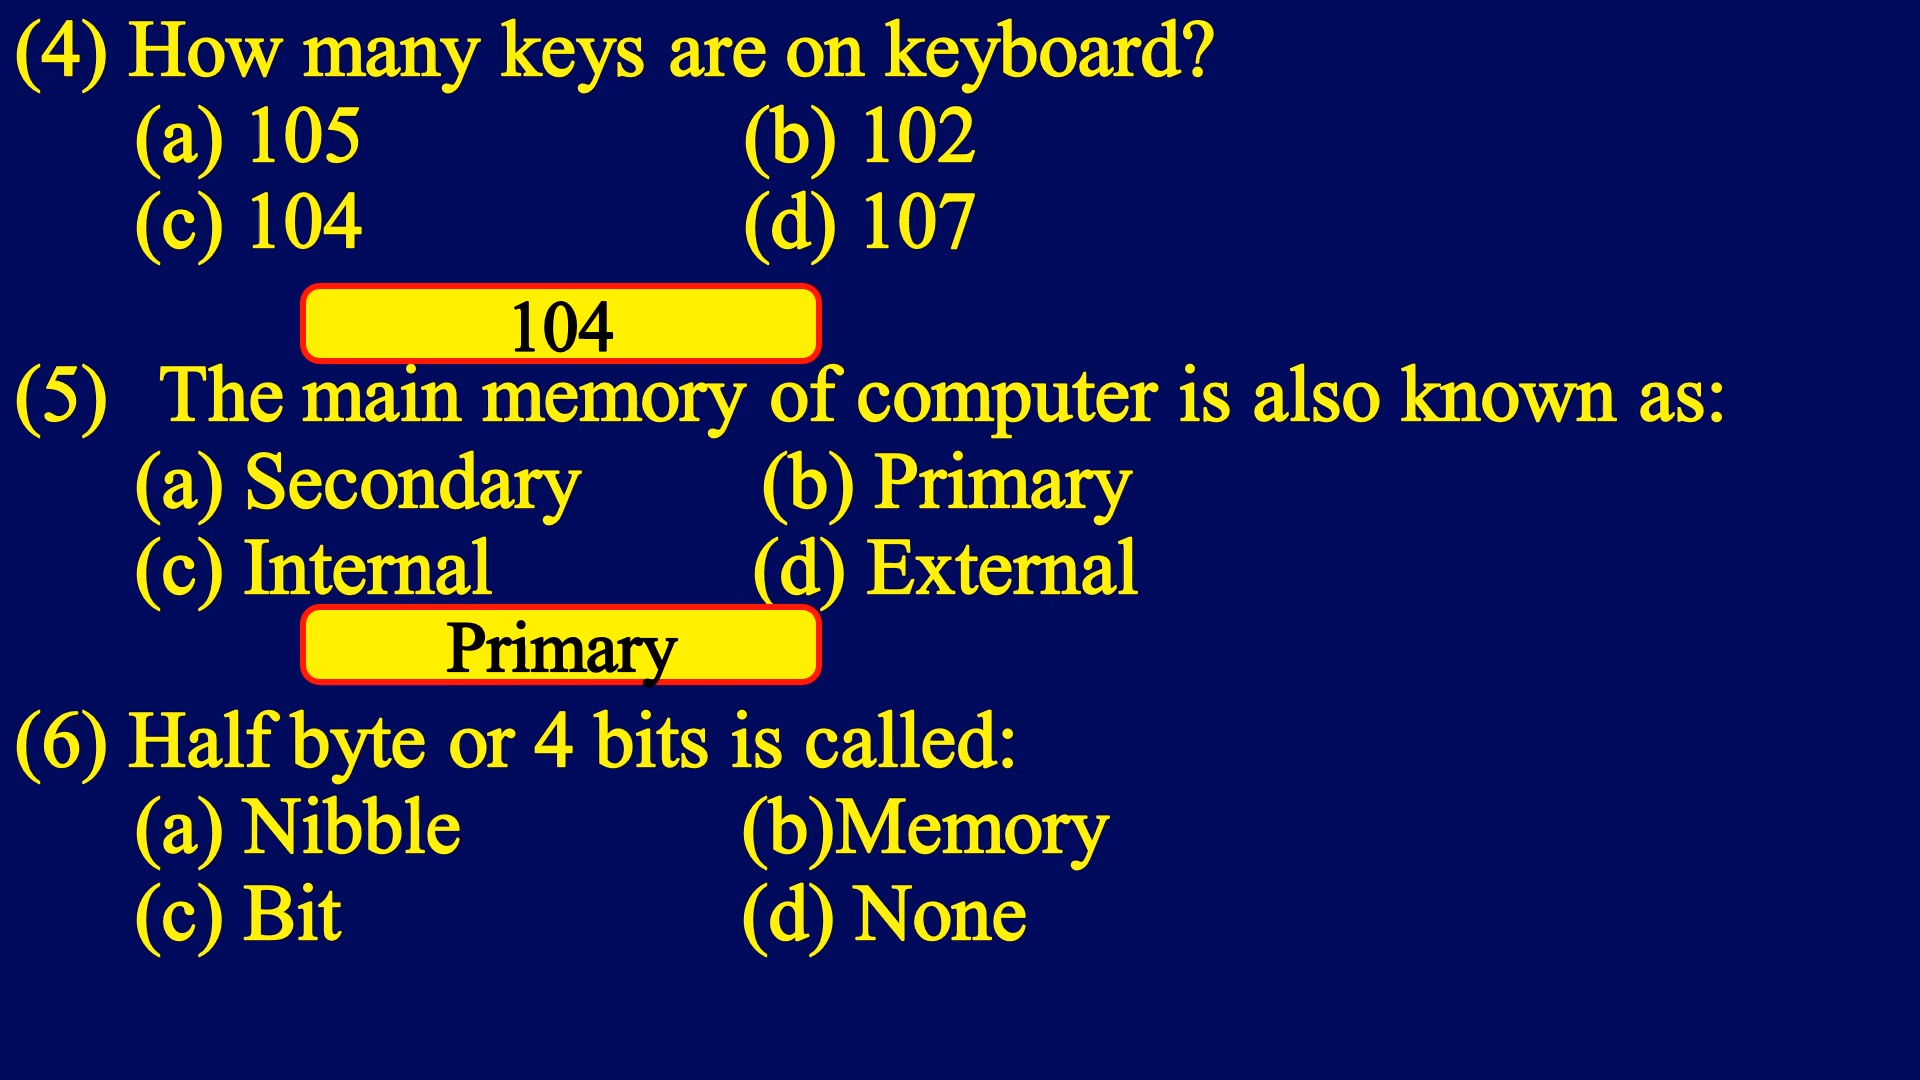 (4) How many keys are on keyboard?
(a) 105 (b) 102
(c) 104 (d) 107
104
(5) The main memory of computer is also known as:
(a) Secondary (b) Primary
(c) Internal (d) External
Primary
(6) Half byte or 4 bits is called:
(a) Nibble (b)Memory
(c) Bit (d) None